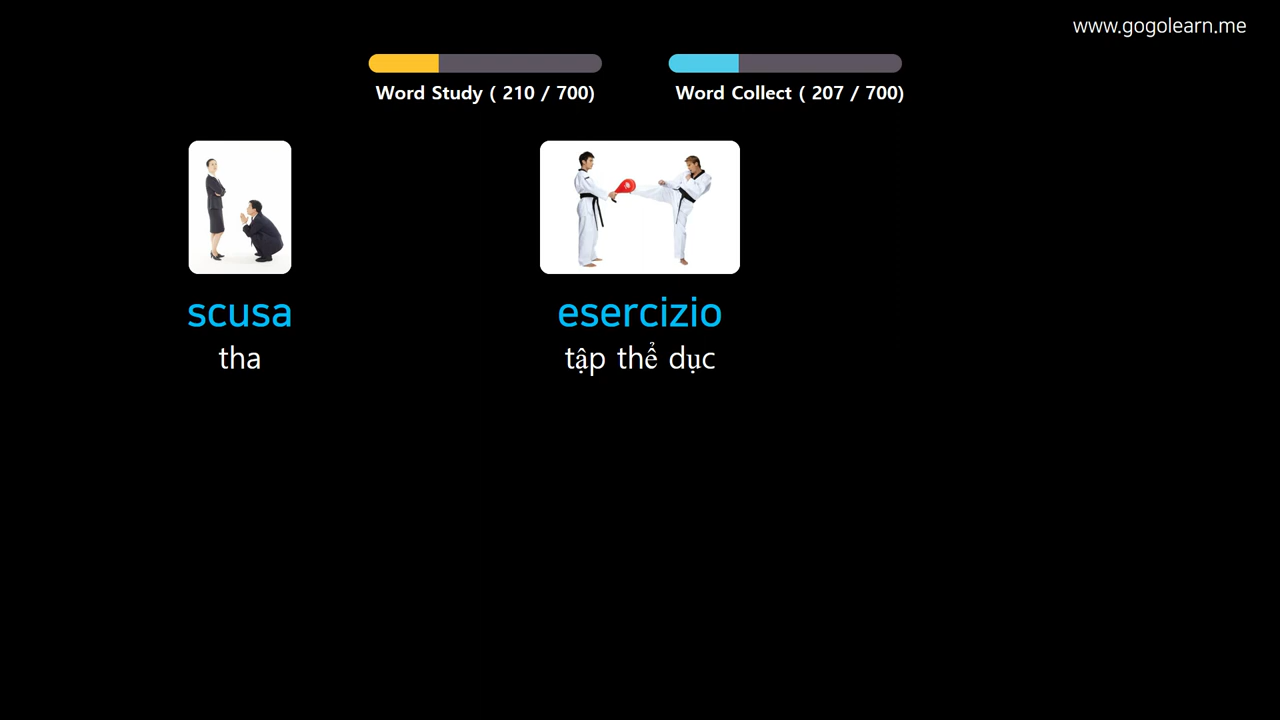 www.gogolearn.me
Word Study ( 210 / 700)
Word Collect ( 207 / 700)
scusa
tha
esercizio
tập thể dục